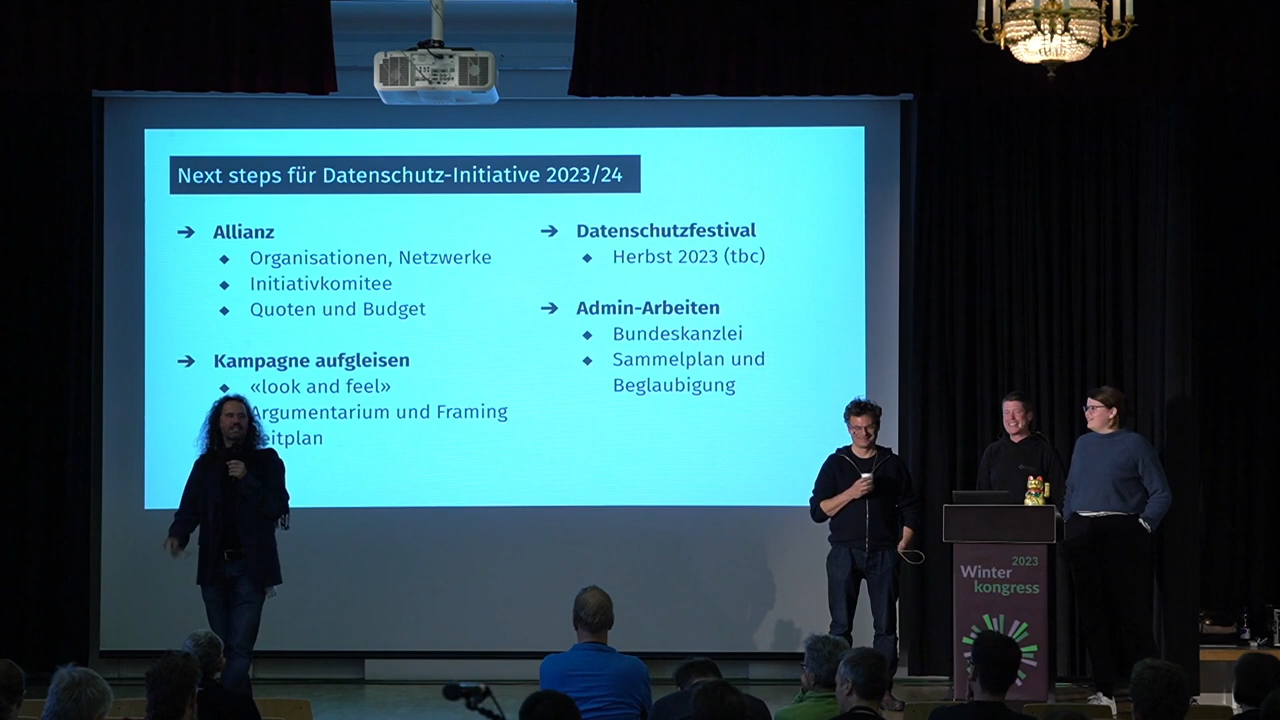 Next steps für Datenschutz-Initiative 2023/24
➔ Allianz
◆ Organisationen, Netzwerke
◆ Initiativkomitee
◆ Quoten und Budget
➔ Kampagne aufgleisen
◆ «look and feel»
Argumentarium und Framing
eitplan
➔ Datenschutzfestival
◆ Herbst 2023 (tbc)
➔ Admin-Arbeiten
◆ Bundeskanzlei
◆ Sammelplan und
Beglaubigung
2023
Winter
kongress